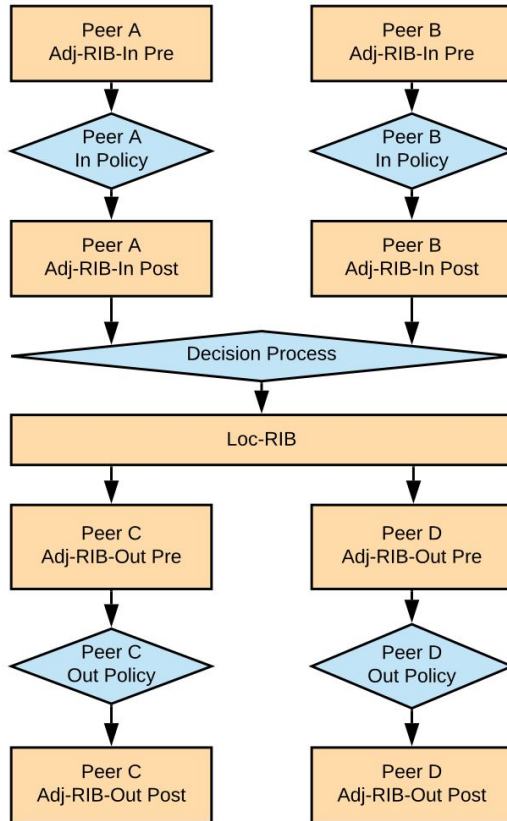 Peer A
Adj-RIB-In Pre
Peer B
Adj-RIB-In Pre
Peer A
In Policy
Peer B
In Policy
Peer A
Adj-RIB-In Post
Peer B
Adj-RIB-In Post
Decision Process
Loc-RIB
Peer C
Adj-RIB-Out Pre
Peer D
Adj-RIB-Out Pre
Peer C
Out Policy
Peer D
Out Policy
Peer C
Adj-RIB-Out Post
Peer D
Adj-RIB-Out Post